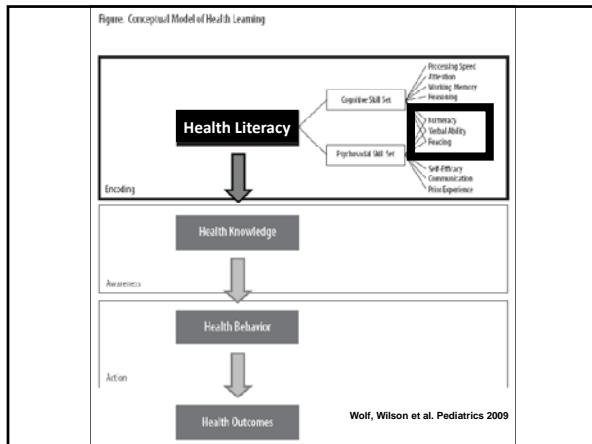 Figure. Conceptual Model of Health Learning
Processing Speed
Attention
Working Memory
Reasoning
Cognitive Skill Set
Health Literacy
Numeracy
Verbal Ability
Reading
Psychosocial Skill Set
Self-Efficacy
Communication
Prior Experience
Encoding
Health Knowledge
Awareness
Health Behavior
Action
Health Outcomes
Wolf, Wilson et al. Pediatrics 2009